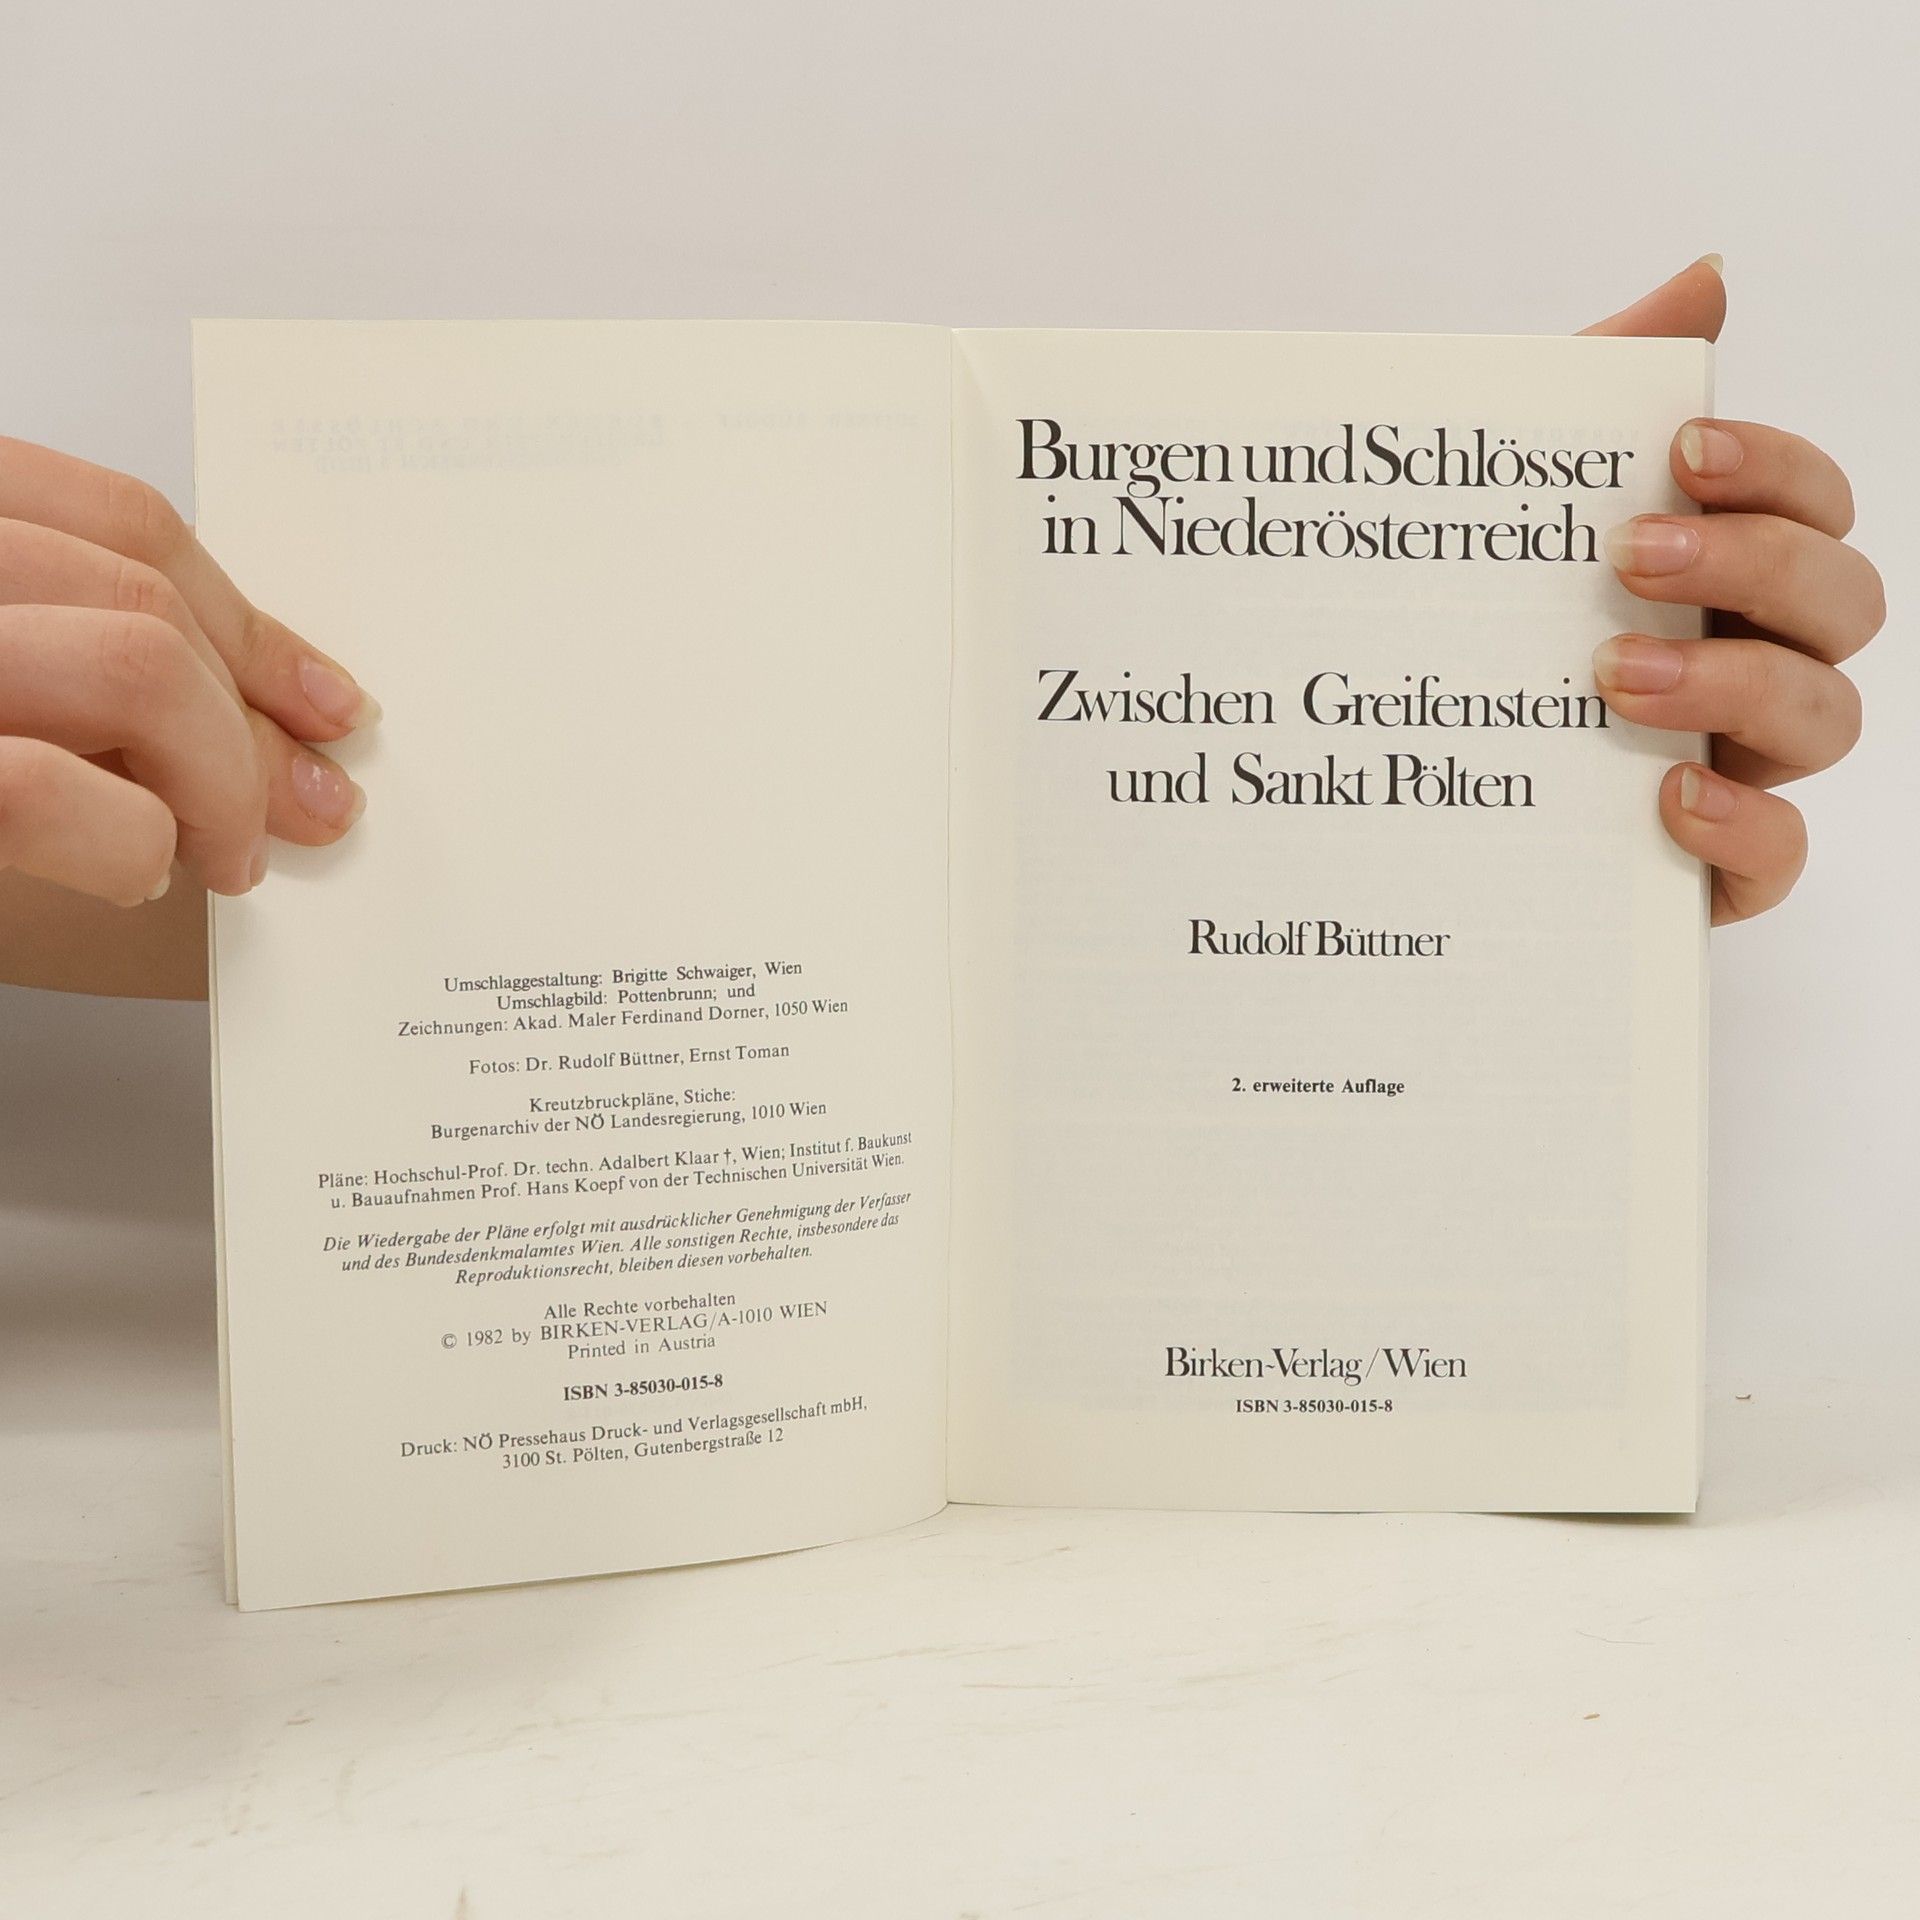 Umschlaggestaltung: Brigitte Schwaiger, Wien
Umschlagbild: Pottenbrunn; und
Zeichnungen: Akad. Maler Ferdinand Dorner, 1050 Wien
Fotos: Dr. Rudolf Büttner, Ernst Toman
Kreutzbruckpläne, Stiche:
Burgenarchiv der NÖ Landesregierung, 1010 Wien
Pläne: Hochschul-Prof. Dr. techn. Adalbert Klaar †, Wien; Institut f. Baukunst
u. Bauaufnahmen Prof. Hans Koepf von der Technischen Universität Wien.
Die Wiedergabe der Pläne erfolgt mit ausdrücklicher Genehmigung der Verfasser
und des Bundesdenkmalamtes Wien. Alle sonstigen Rechte, insbesondere das
Reproduktionsrecht, bleiben diesen vorbehalten.
Alle Rechte vorbehalten
© 1982 by BIRKEN-VERLAG/A-1010 WIEN
Printed in Austria
ISBN 3-85030-015-8
Druck: NÖ Pressehaus Druck- und Verlagsgesellschaft mbH,
3100 St. Pölten, Gutenbergstraße 12
Burgen und Schlösser
in Niederösterreich
Zwischen Greifenstein
und Sankt Pölten
Rudolf Büttner
2. erweiterte Auflage
Birken-Verlag/Wien
ISBN 3-85030-015-8